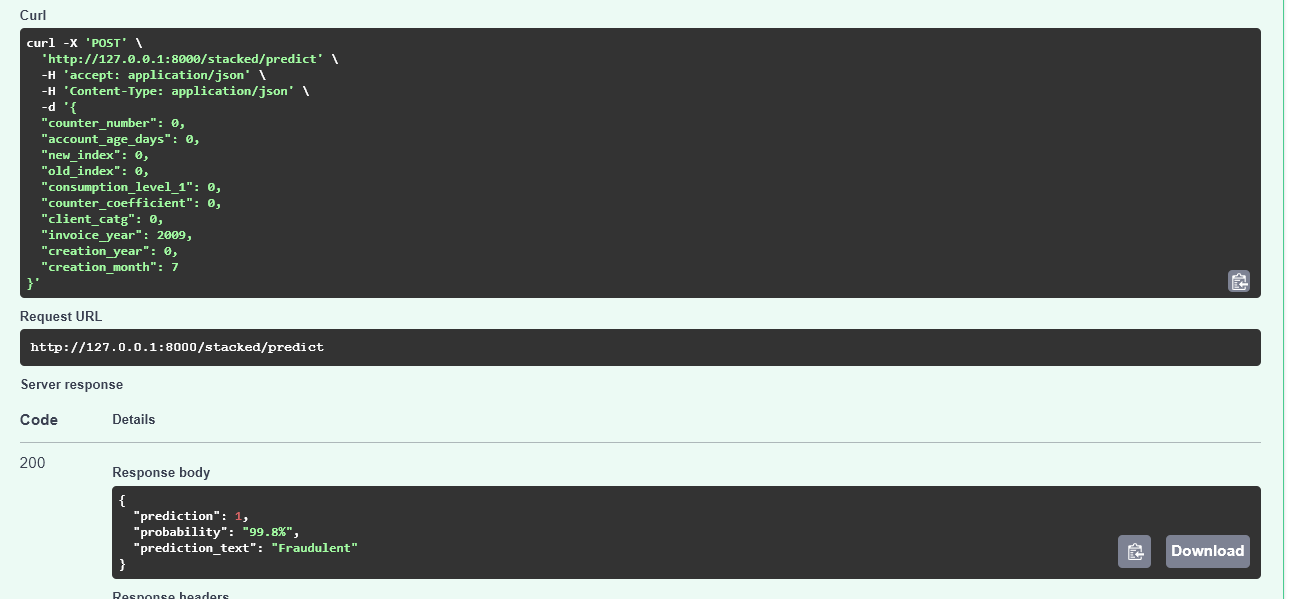 Curl
curl -X 'POST' \
  'http://127.0.0.1:8000/stacked/predict' \
  -H 'accept: application/json' \
  -H 'Content-Type: application/json' \
  -d '{
  "counter_number": 0,
  "account_age_days": 0,
  "new_index": 0,
  "old_index": 0,
  "consumption_level_1": 0,
  "counter_coefficient": 0,
  "client_catg": 0,
  "invoice_year": 2009,
  "creation_year": 0,
  "creation_month": 7
}'
Request URL
http://127.0.0.1:8000/stacked/predict
Server response
Code Details
200
Response body
{
  "prediction": 1,
  "probability": "99.8%",
  "prediction_text": "Fraudulent"
}
Download
Response headers